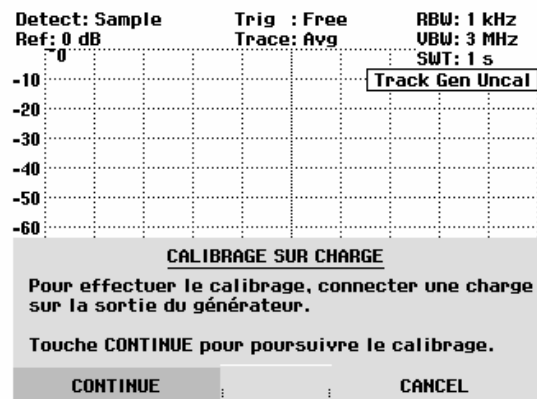 Detect: Sample Trig : Free RBW: 1 kHz
Ref: 0 dB Trace: Avg VBW: 3 MHz
SWT: 1 s
0
Track Gen Uncal
-10
-20
-30
-40
-50
-60
CALIBRAGE SUR CHARGE
Pour effectuer le calibrage, connecter une charge
sur la sortie du générateur.
Touche CONTINUE pour poursuivre le calibrage.
CONTINUE CANCEL